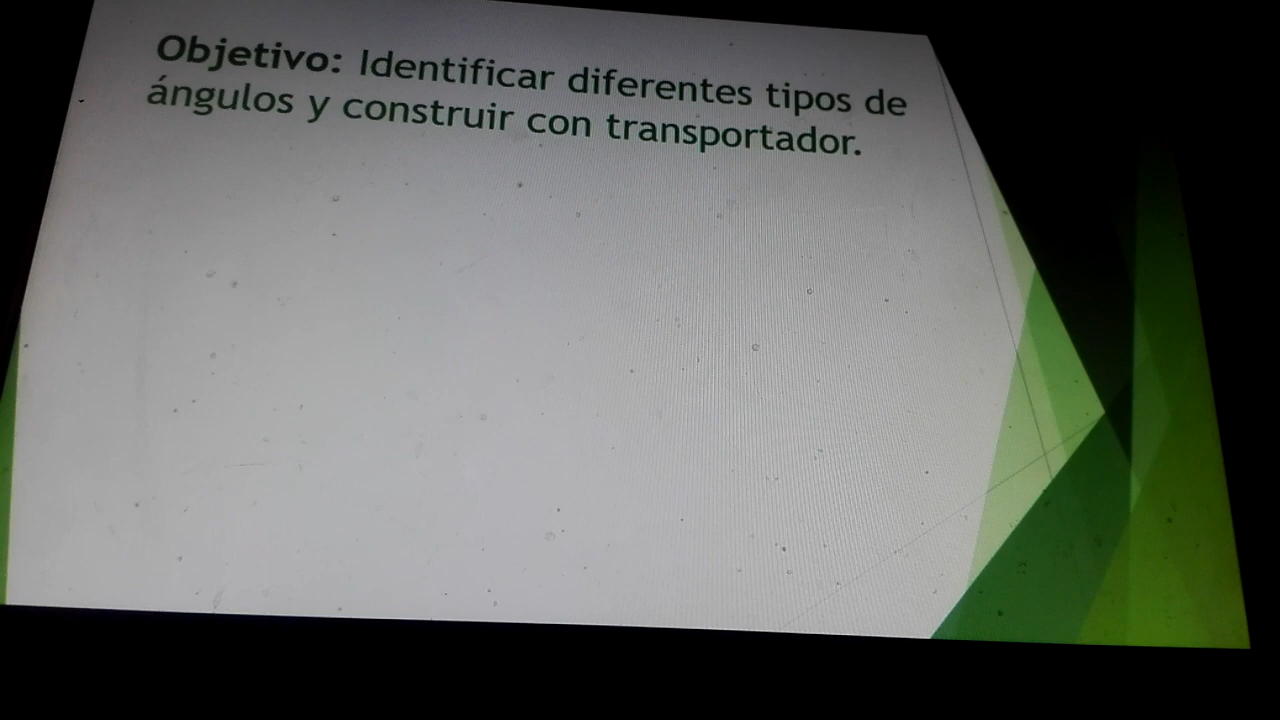 Objetivo: Identificar diferentes tipos de
ángulos y construir con transportador.